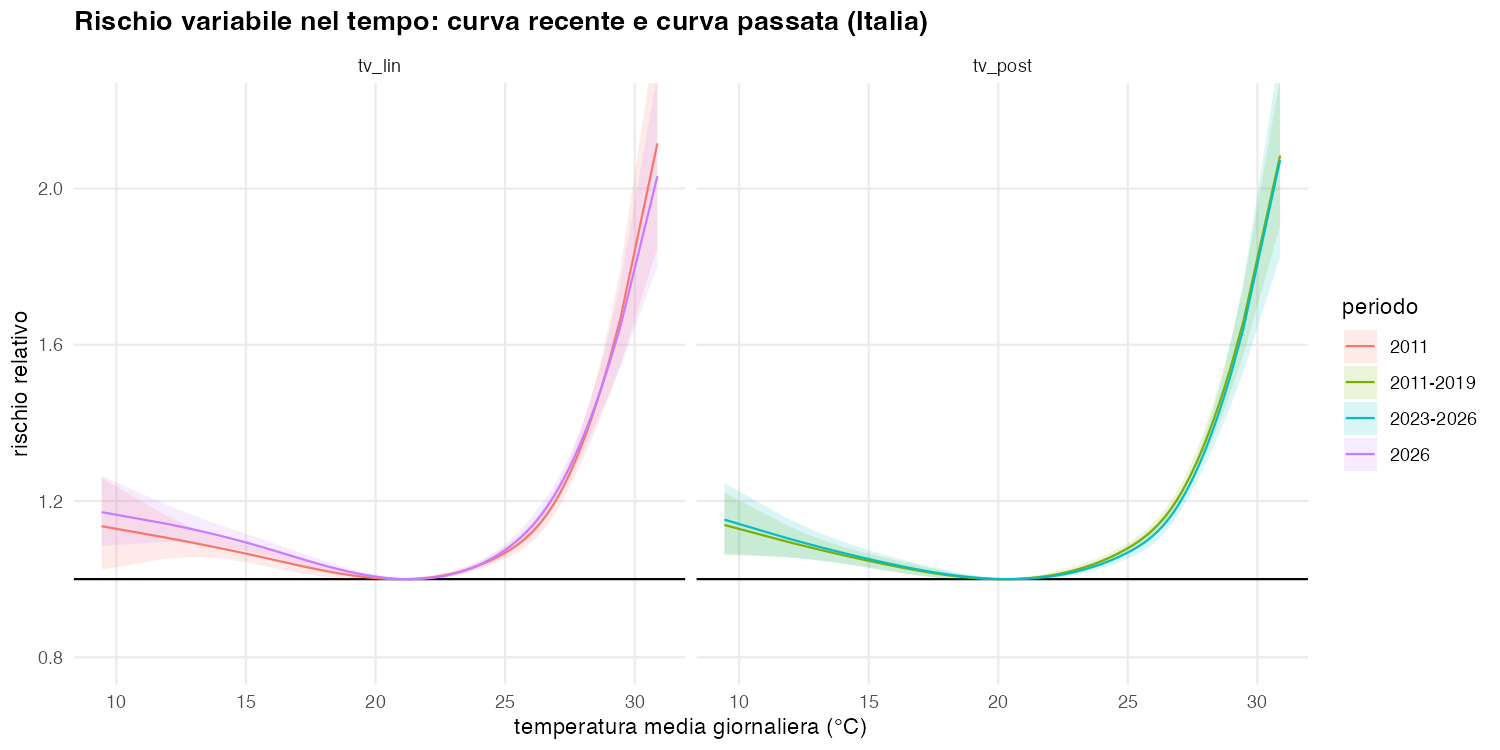 Rischio variabile nel tempo: curva recente e curva passata (Italia)
tv_lin
tv_post
2.0
1.6
1.2
0.8
rischio relativo
10 15 20 25 30
10 15 20 25 30
temperatura media giornaliera (°C)
periodo
2011
2011-2019
2023-2026
2026